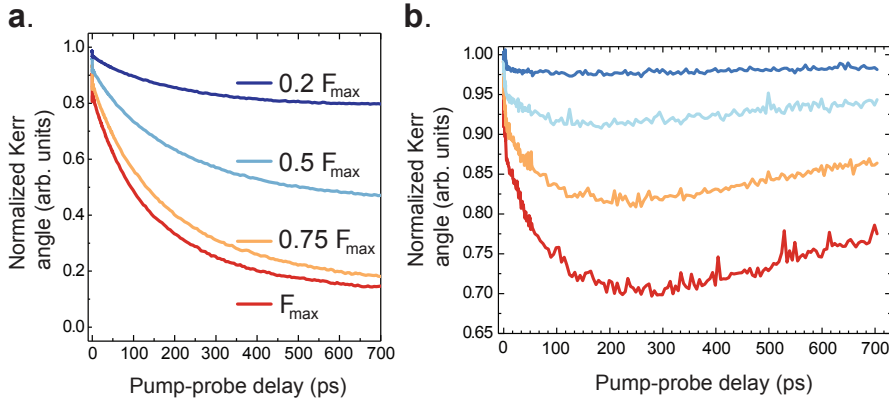 a.
Normalized Kerr
angle (arb. units)
1.0
0.8
0.6
0.4
0.2
0.0
0.2 Fmax
0.5 Fmax
0.75 Fmax
Fmax
0 100 200 300 400 500 600 700
Pump-probe delay (ps)
b.
Normalized Kerr
angle (arb. units)
1.00
0.95
0.90
0.85
0.80
0.75
0.70
0.65
0 100 200 300 400 500 600 700
Pump-probe delay (ps)